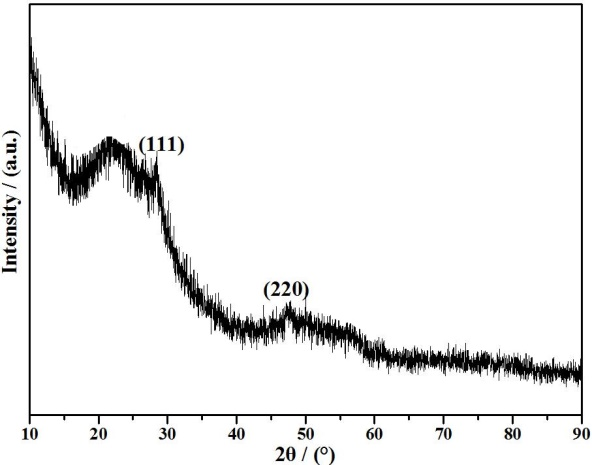 (111)
(220)
Intensity / (a.u.)
10 20 30 40 50 60 70 80 90
2θ / (°)